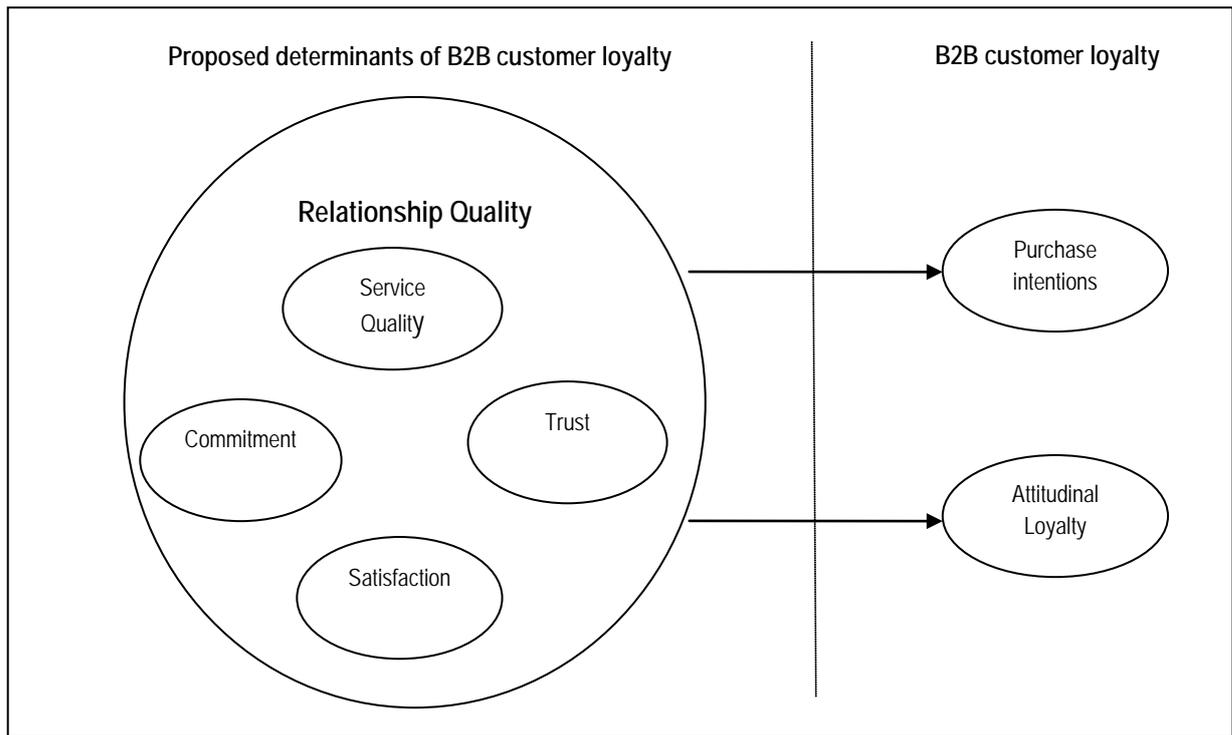 Proposed determinants of B2B customer loyalty
B2B customer loyalty
Relationship Quality
Service
Quality
Commitment
Trust
Satisfaction
Purchase
intentions
Attitudinal
Loyalty